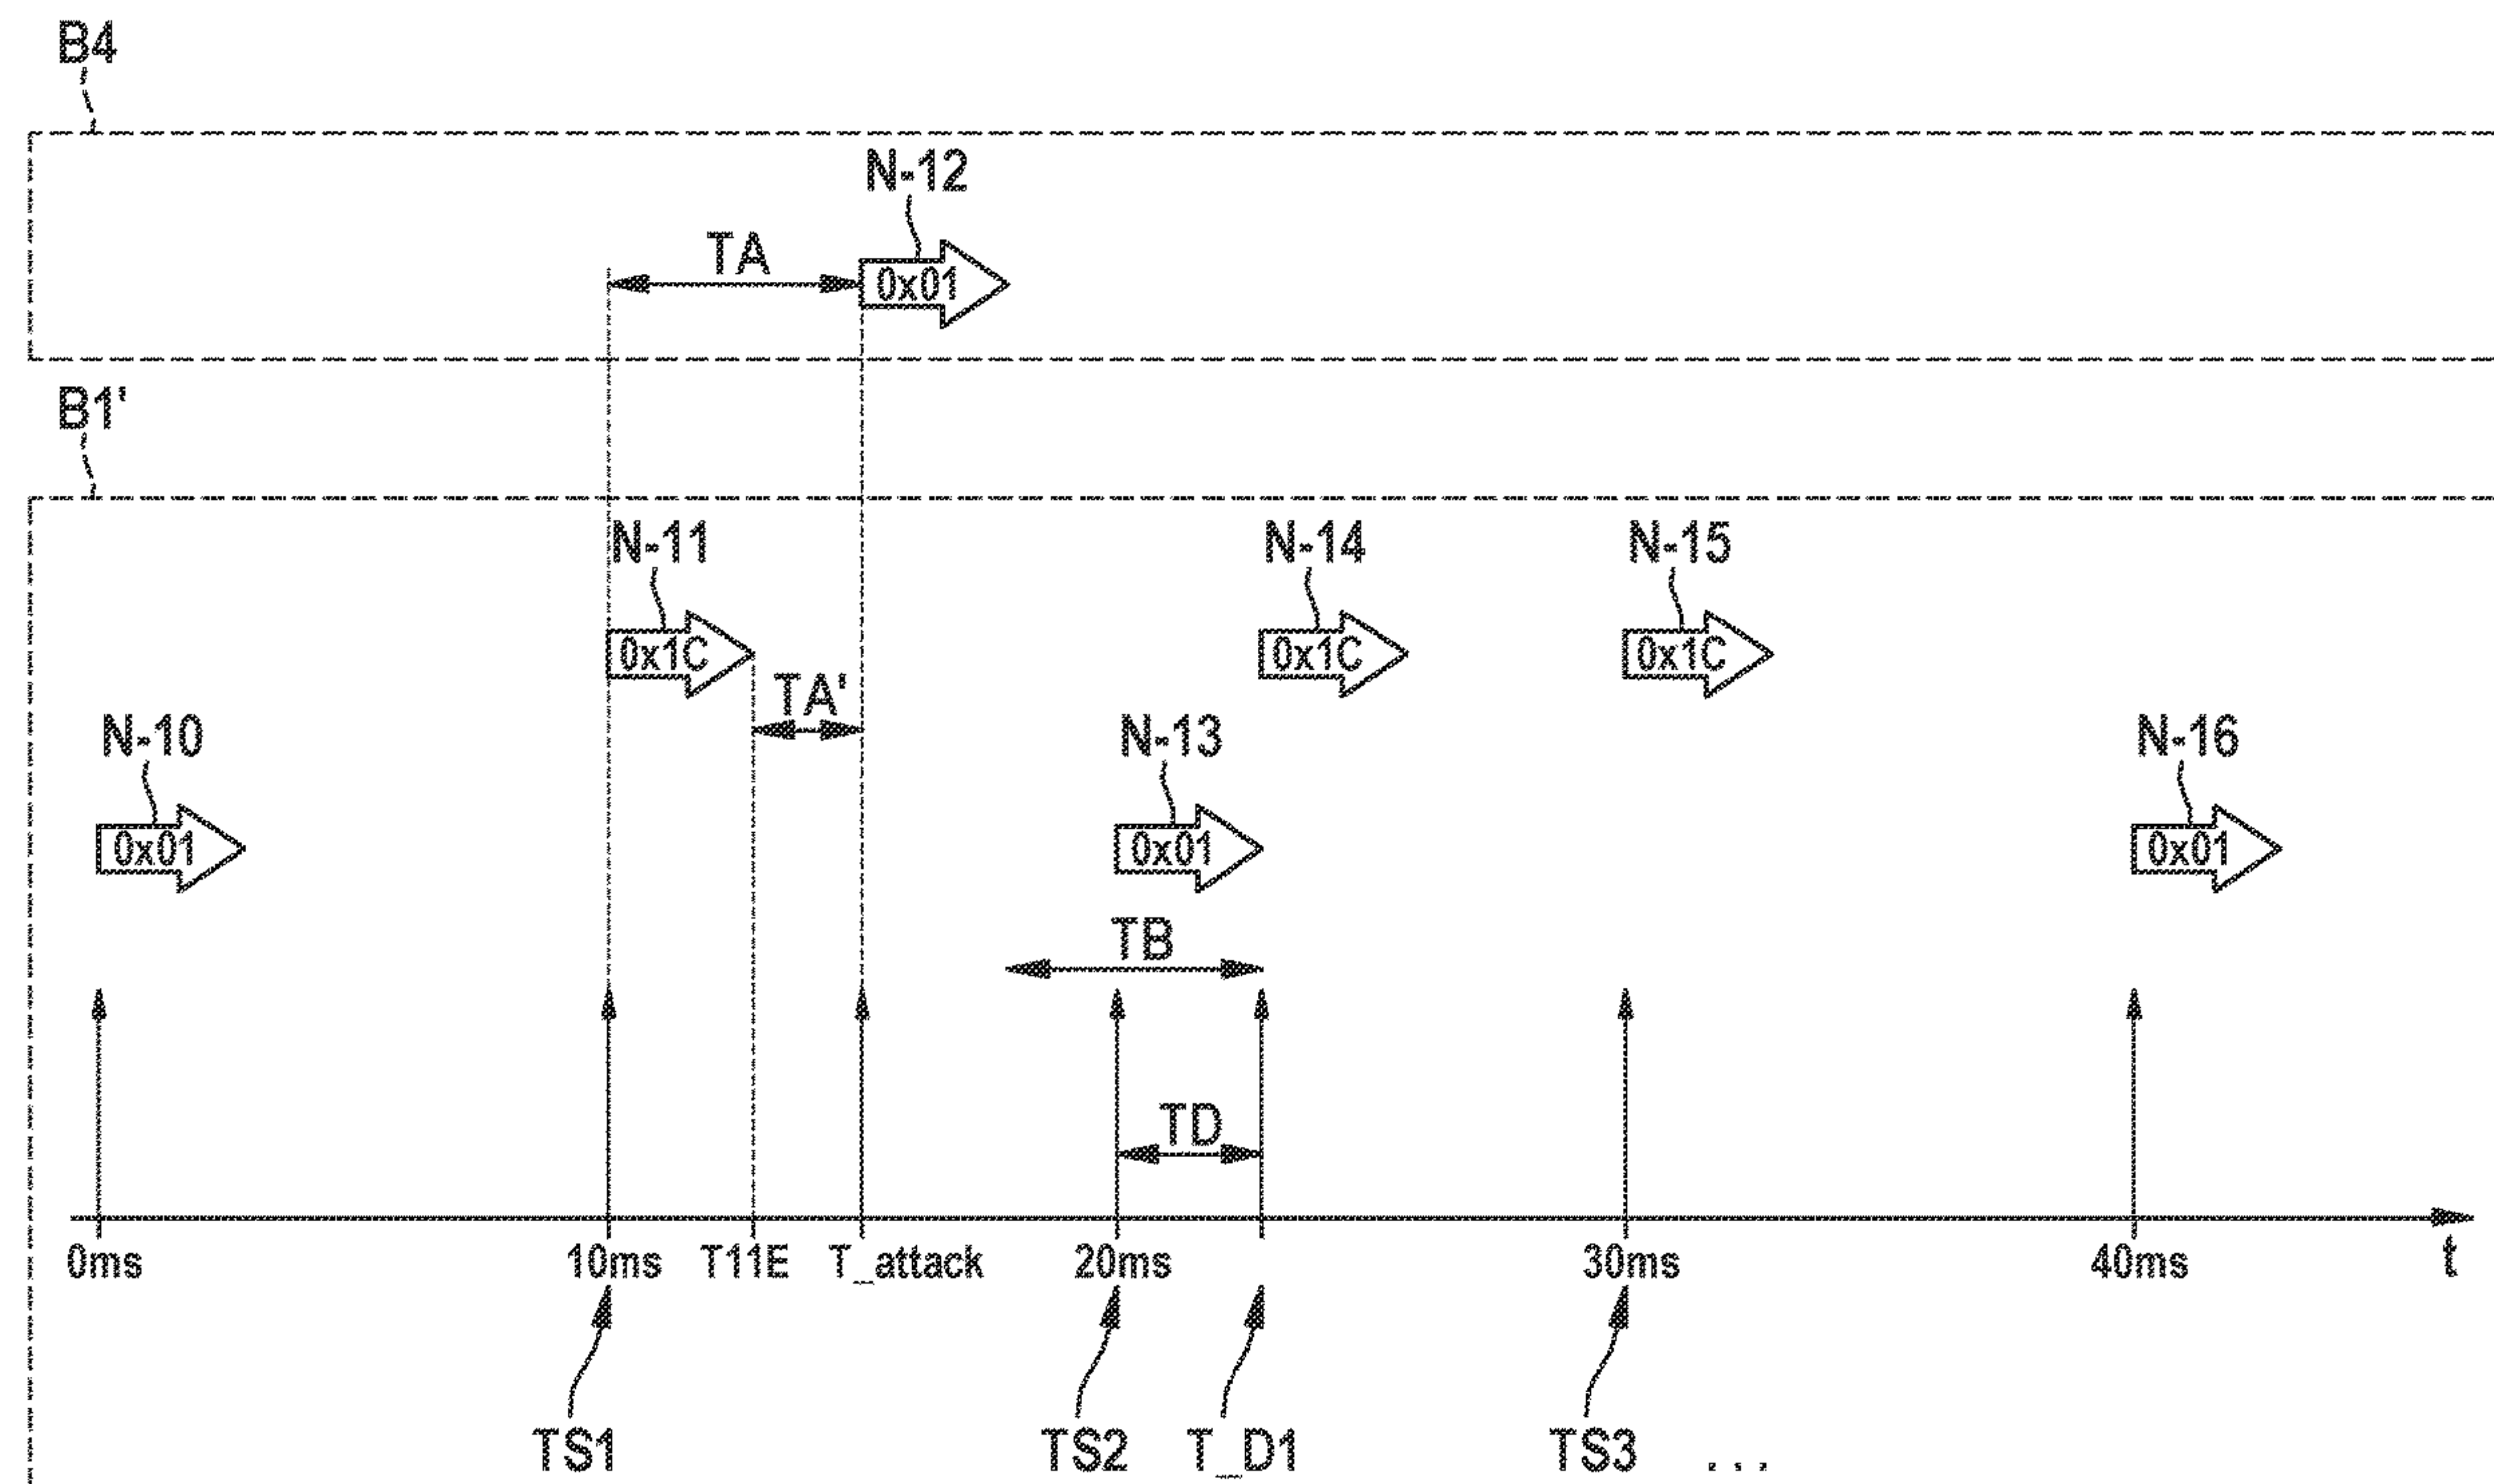 B4
N-12
TA
0x01
B1'
N-11
N-14
N-15
0x1C
0x1C
0x1C
TA'
N-10
N-13
N-16
0x01
0x01
0x01
TB
TD
0ms
10ms
T11E
T_attack
20ms
30ms
40ms
t
TS1
TS2
T_D1
TS3
...